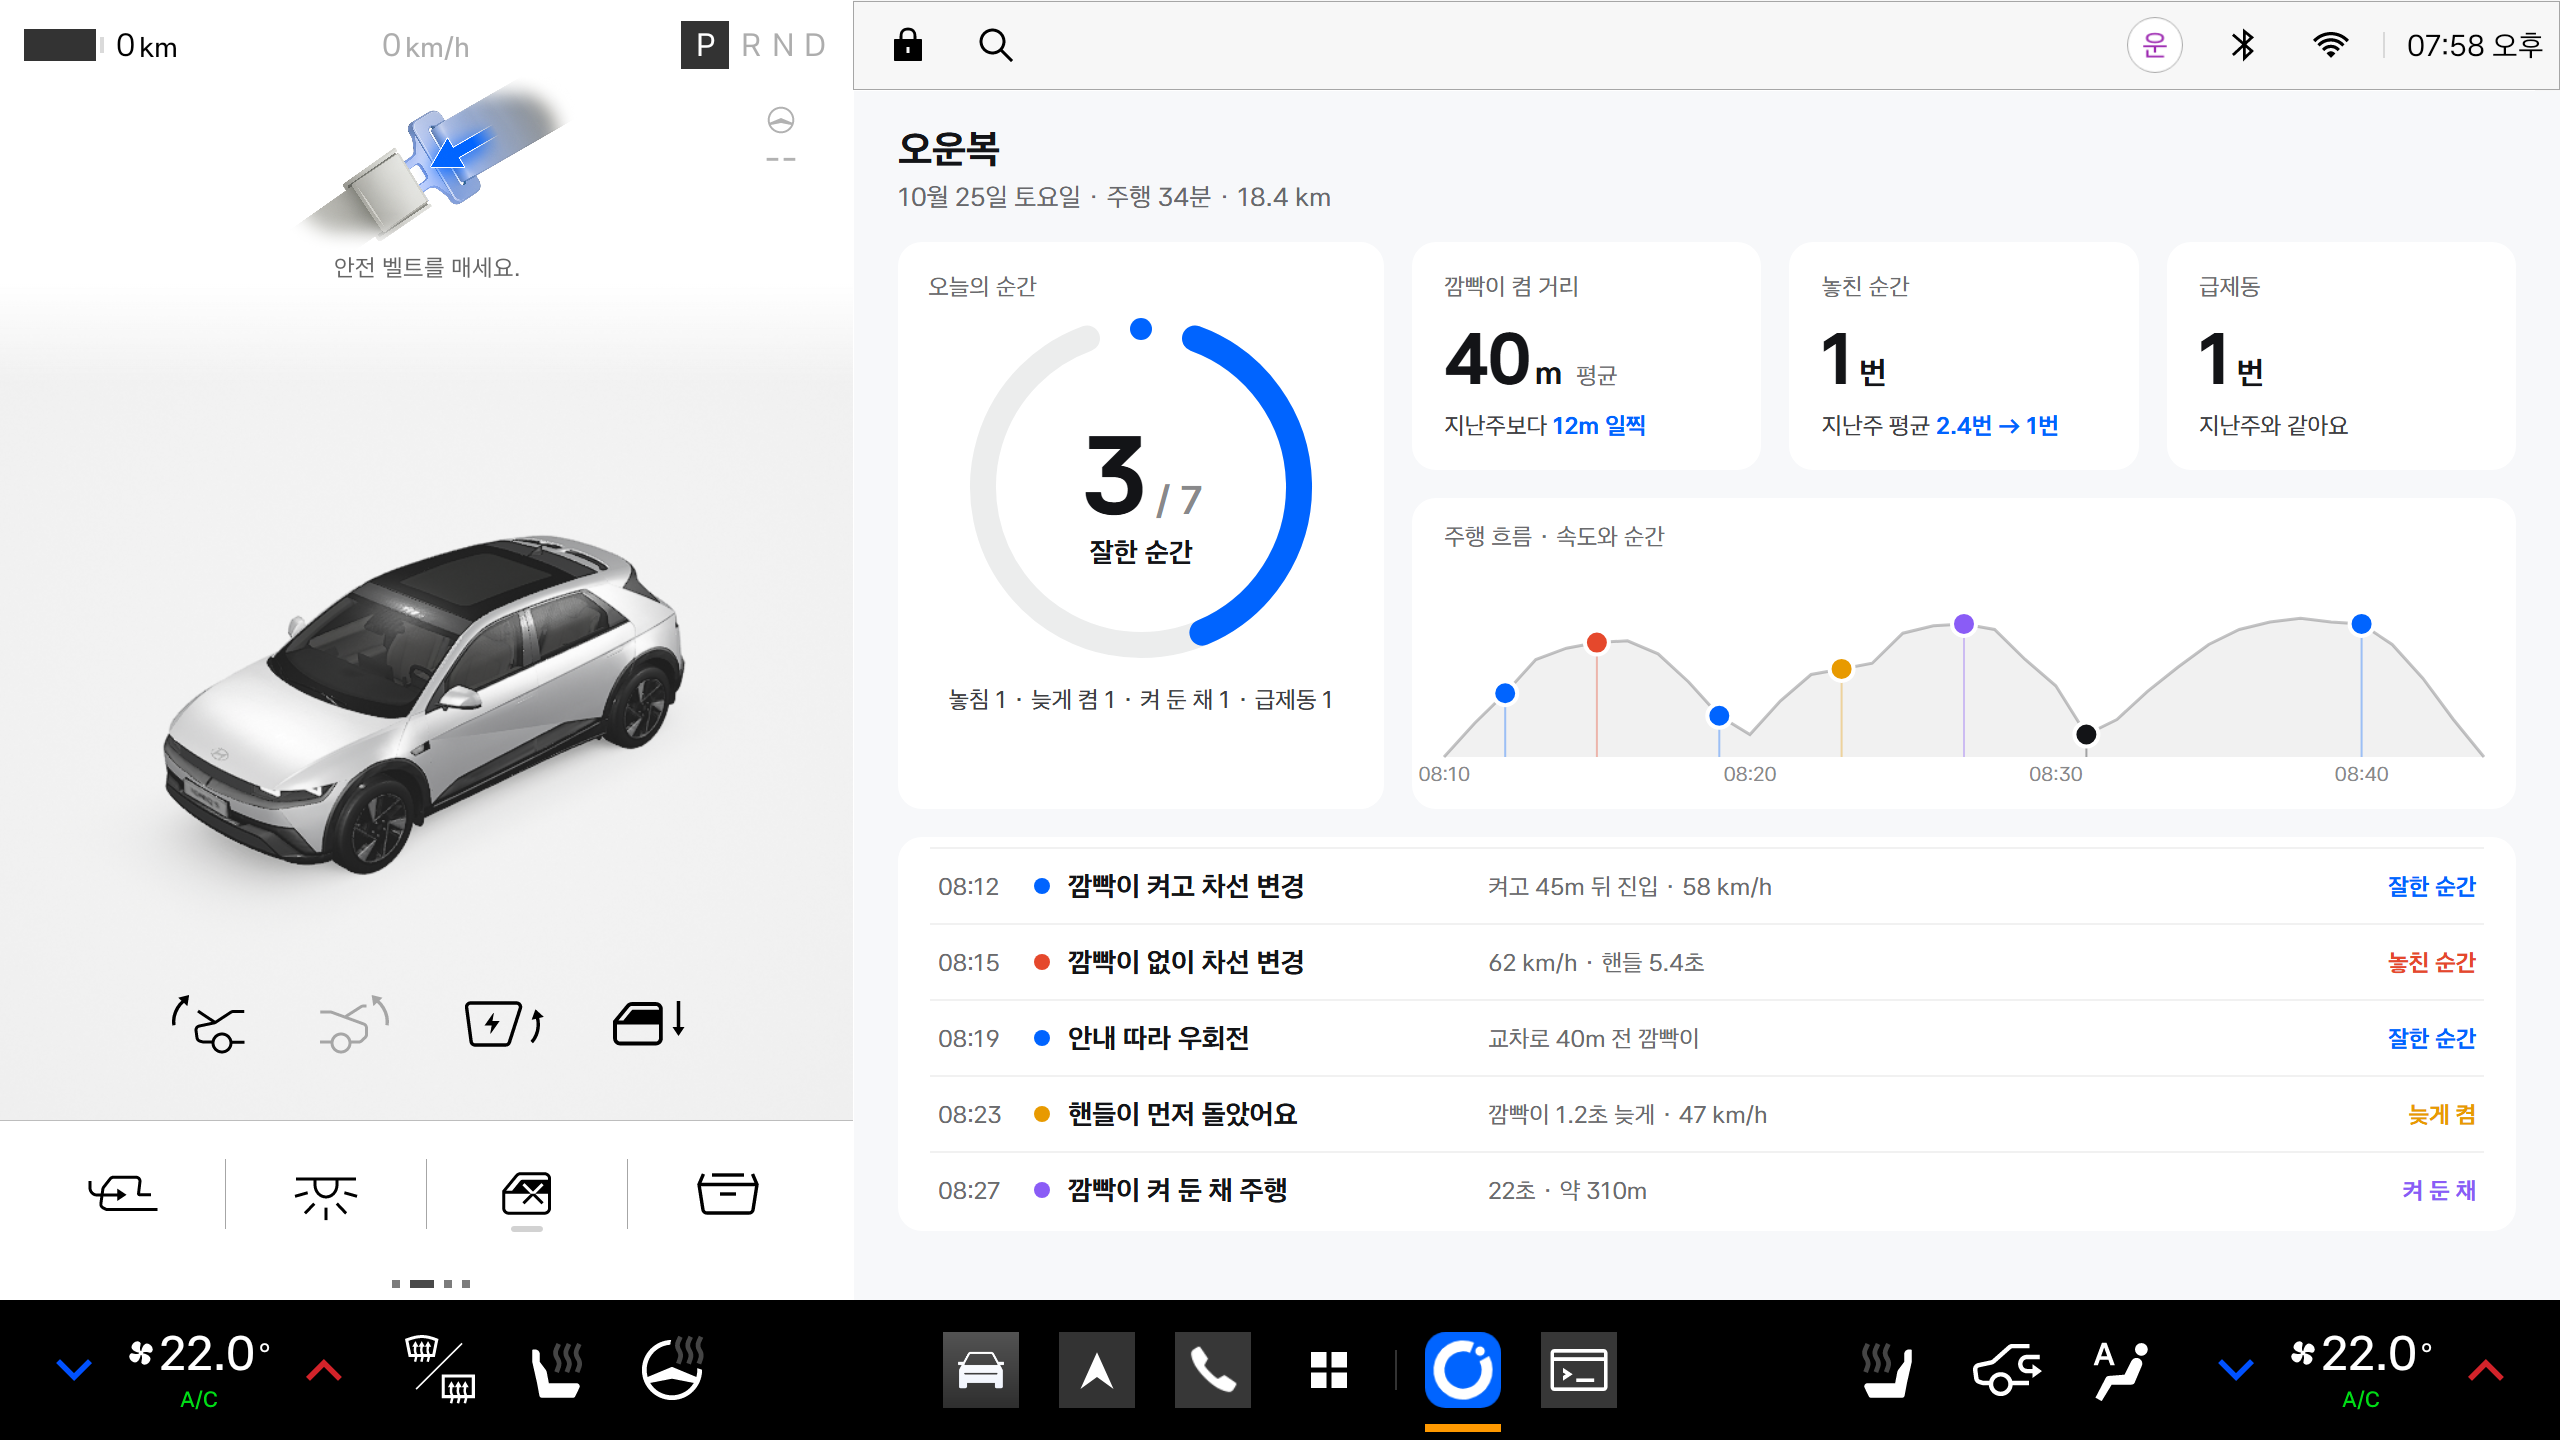 0 km
0 km/h
P R N D
안전 벨트를 매세요.
운
07:58 오후
오운복
10월 25일 토요일 · 주행 34분 · 18.4 km
오늘의 순간
3 / 7
잘한 순간
놓침 1 · 늦게 켬 1 · 켜 둔 채 1 · 급제동 1
깜빡이 켬 거리
40 m 평균
지난주보다 12m 일찍
놓친 순간
1 번
지난주 평균 2.4번 → 1번
급제동
1 번
지난주와 같아요
주행 흐름 · 속도와 순간
08:10 08:20 08:30 08:40
08:12 깜빡이 켜고 차선 변경 켜고 45m 뒤 진입 · 58 km/h 잘한 순간
08:15 깜빡이 없이 차선 변경 62 km/h · 핸들 5.4초 놓친 순간
08:19 안내 따라 우회전 교차로 40m 전 깜빡이 잘한 순간
08:23 핸들이 먼저 돌았어요 깜빡이 1.2초 늦게 · 47 km/h 늦게 켬
08:27 깜빡이 켜 둔 채 주행 22초 · 약 310m 켜 둔 채
22.0°
A/C
A
22.0°
A/C